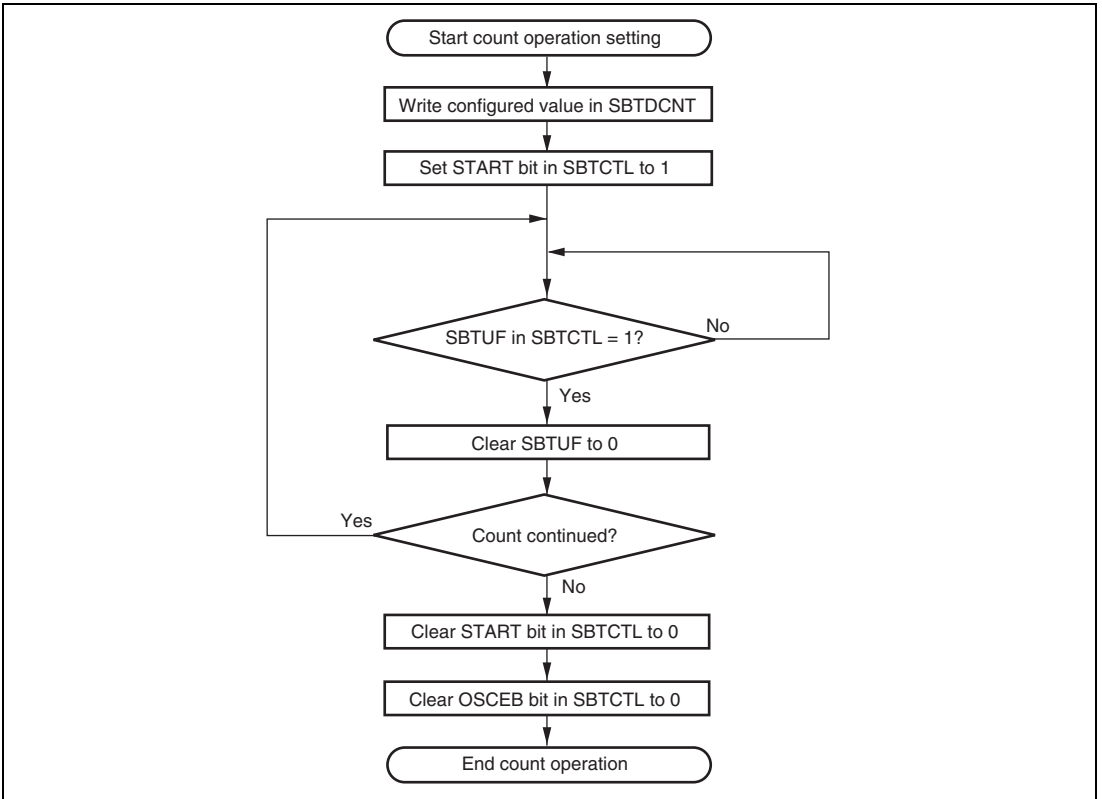 Start count operation setting
Write configured value in SBTDCNT
Set START bit in SBTCTL to 1
SBTUF in SBTCTL = 1?
No
Yes
Clear SBTUF to 0
Yes
Count continued?
No
Clear START bit in SBTCTL to 0
Clear OSCEB bit in SBTCTL to 0
End count operation